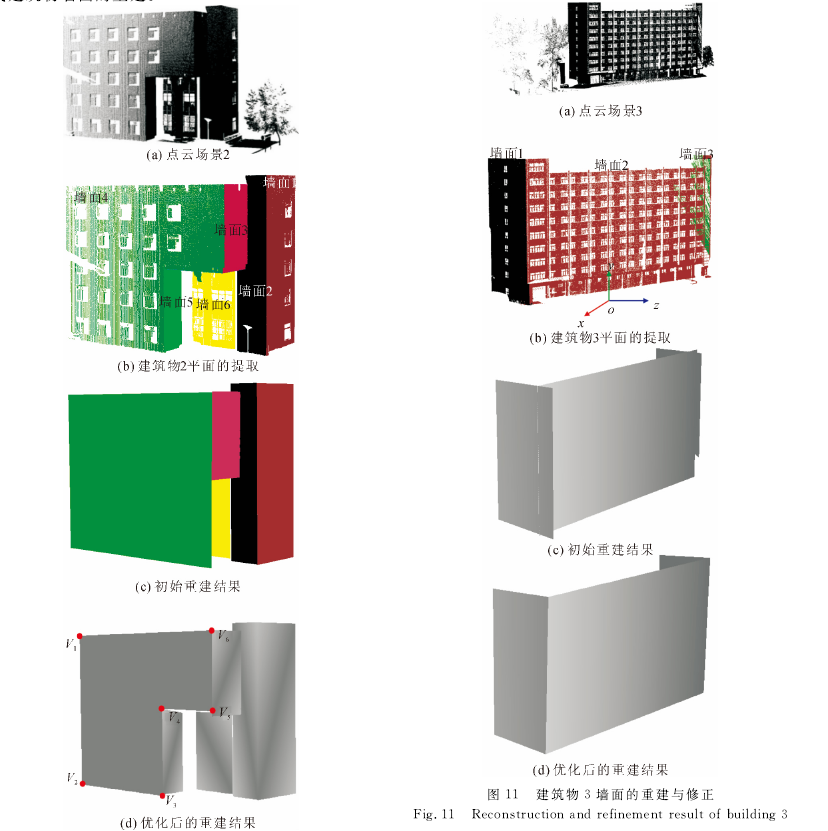 (a) 点云场景2
墙面4
墙面
墙面3
墙面2
墙面5
墙面6
(b) 建筑物2平面的提取
(c) 初始重建结果
V1
V6
V4
V5
V2
V3
(d) 优化后的重建结果
(a) 点云场景3
墙面1
墙面2
墙面3
o
z
x
(b) 建筑物3平面的提取
(c) 初始重建结果
(d) 优化后的重建结果
图 11 建筑物 3 墙面的重建与修正
Fig.11 Reconstruction and refinement result of building 3